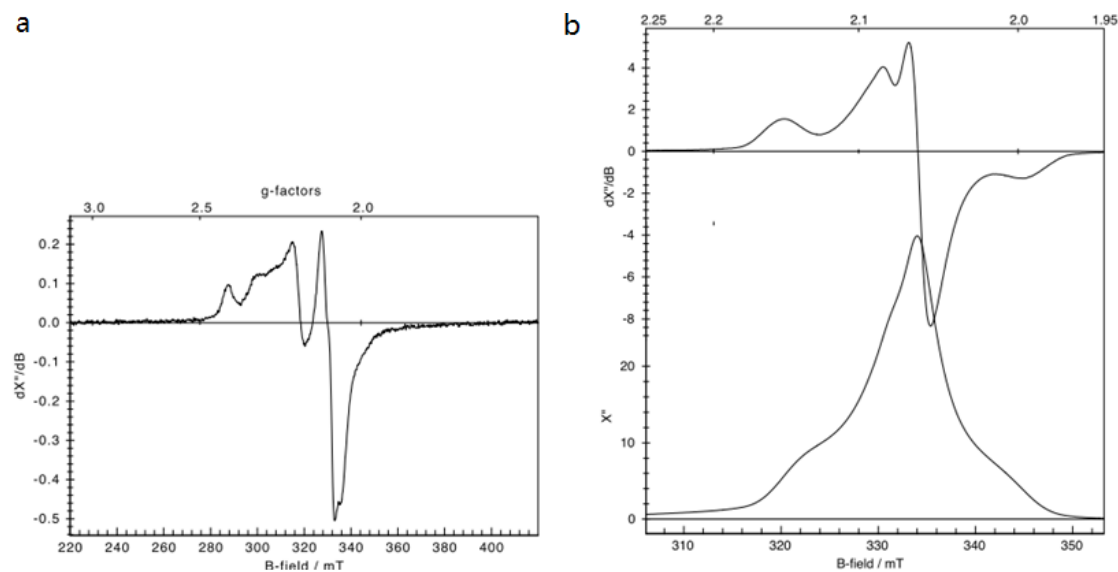 a
g-factors
3.0 2.5 2.0
0.2
0.1
0.0
-0.1
-0.2
-0.3
-0.4
-0.5
dX"/dB
220 240 260 280 300 320 340 360 380 400
B-field / mT
b
2.25 2.2 2.1 2.0 1.95
4
2
0
-2
-4
-6
-8
dX"/dB
20
10
0
X"
310 320 330 340 350
B-field / mT